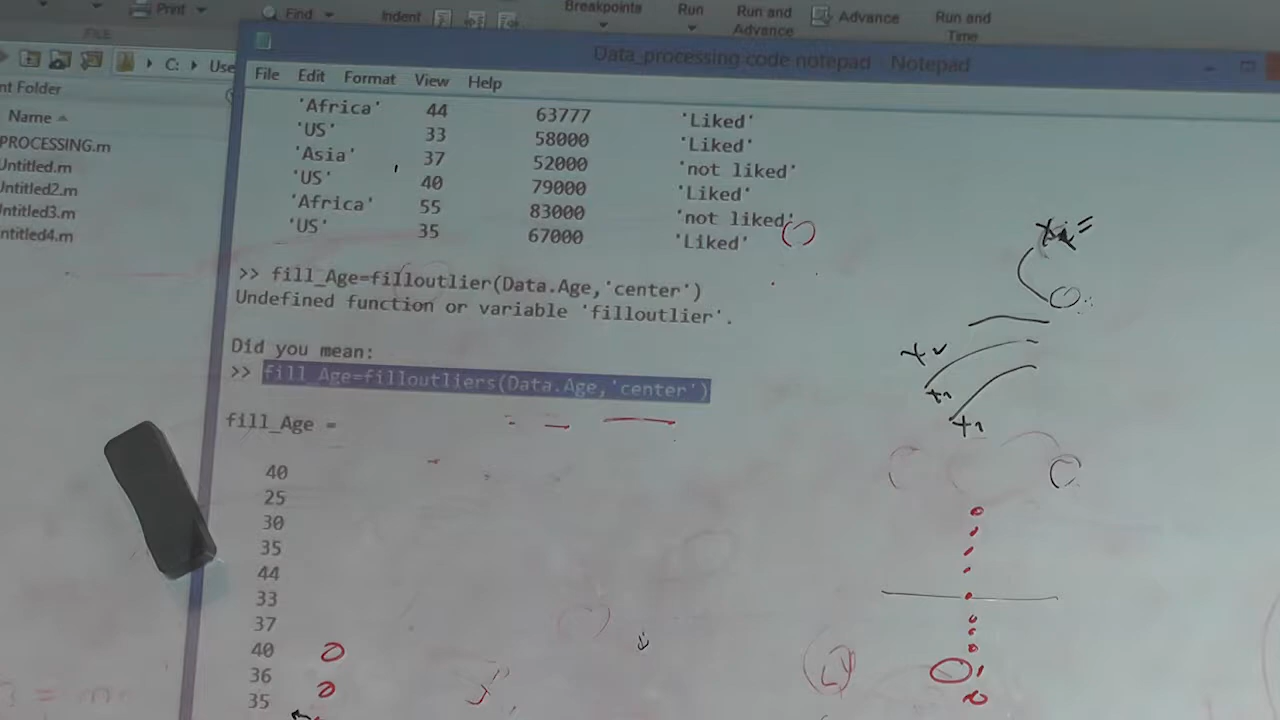 Print Find Indent Breakpoints Run Run and Advance Advance Run and Time
FILE
C: Use
Data_processing code notepad - Notepad
File Edit Format View Help
nt Folder
Name
PROCESSING.m
Untitled.m
Untitled2.m
Untitled3.m
ntitled4.m
'Africa' 44 63777 'Liked'
'US' 33 58000 'Liked'
'Asia' 37 52000 'not liked'
'US' 40 79000 'Liked'
'Africa' 55 83000 'not liked'
'US' 35 67000 'Liked'
>> fill_Age=filloutlier(Data.Age,'center')
Undefined function or variable 'filloutlier'.
Did you mean:
>> fill_Age=filloutliers(Data.Age,'center')
fill_Age =
40
25
30
35
44
33
37
40
36
35